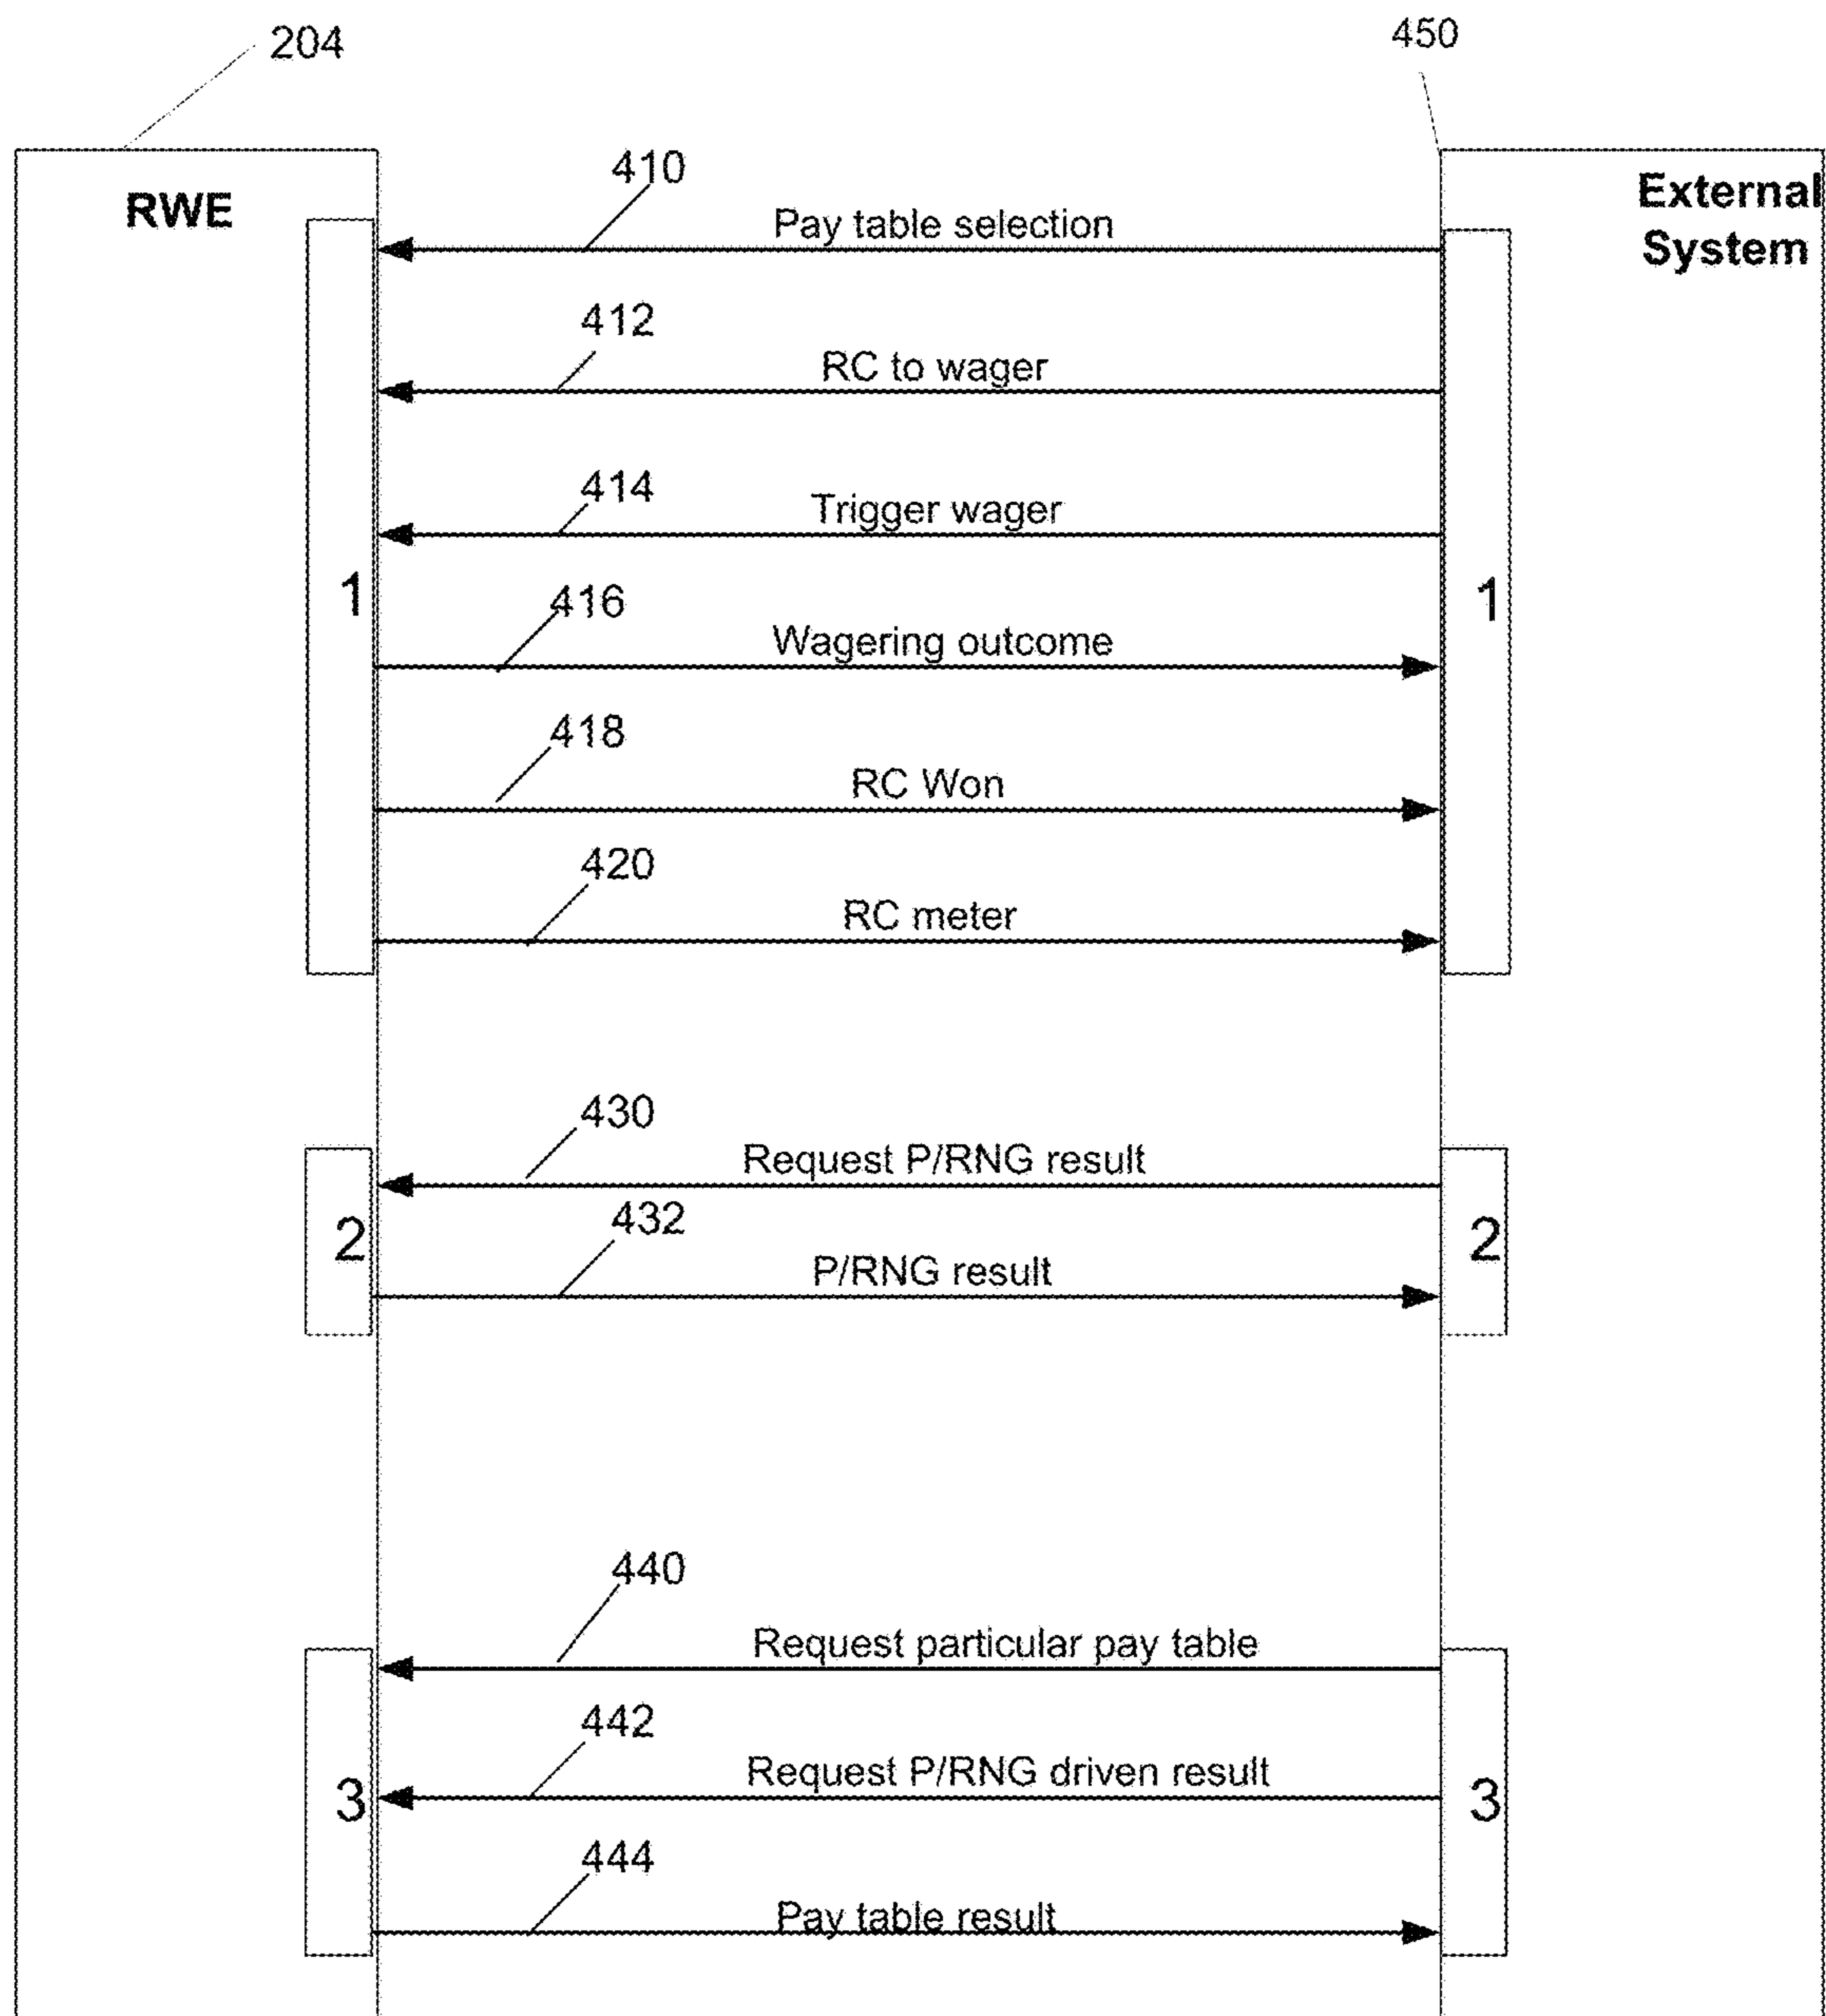 204
450
RWE
External
System
410
Pay table selection
412
RC to wager
414
Trigger wager
1
1
416
Wagering outcome
418
RC Won
420
RC meter
430
Request P/RNG result
2
2
432
P/RNG result
440
Request particular pay table
442
Request P/RNG driven result
3
3
444
Pay table result